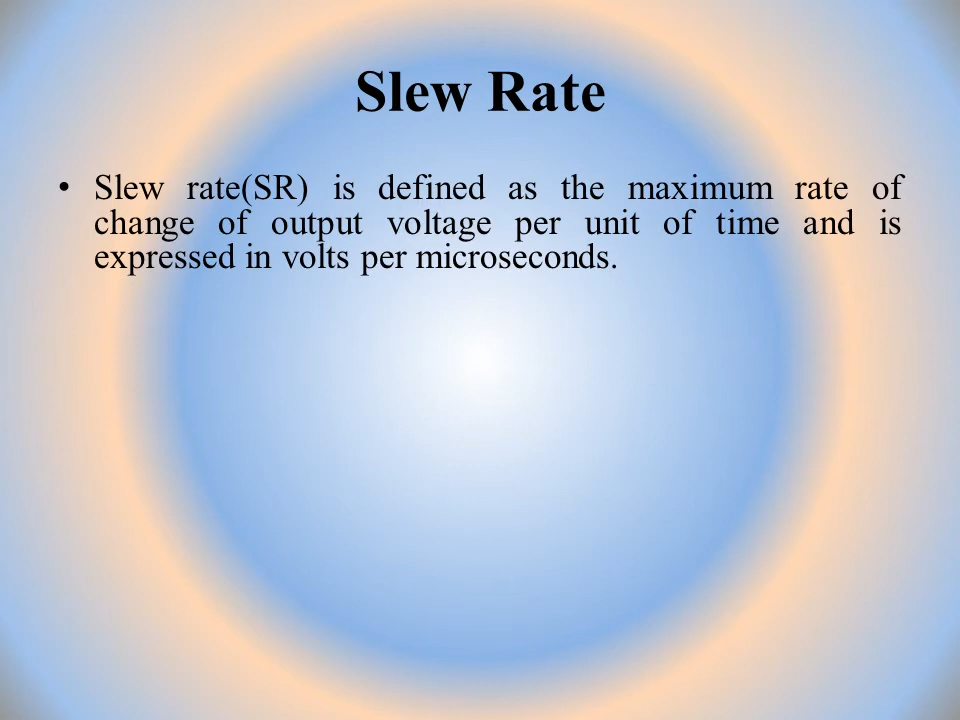 Slew Rate
• Slew rate(SR) is defined as the maximum rate of
change of output voltage per unit of time and is
expressed in volts per microseconds.